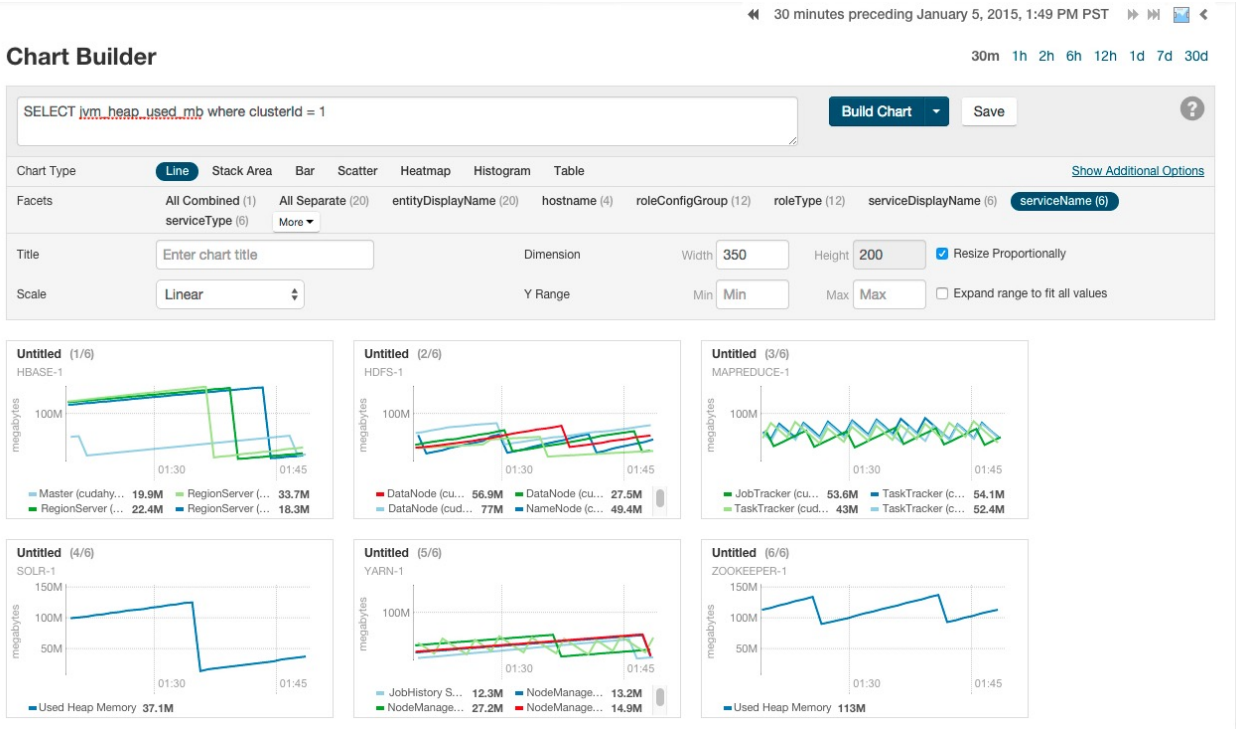 30 minutes preceding January 5, 2015, 1:49 PM PST
Chart Builder
30m 1h 2h 6h 12h 1d 7d 30d
SELECT jvm_heap_used_mb where clusterId = 1
Build Chart
Save
?
Chart Type Line Stack Area Bar Scatter Heatmap Histogram Table Show Additional Options
Facets All Combined (1) All Separate (20) entityDisplayName (20) hostname (4) roleConfigGroup (12) roleType (12) serviceDisplayName (6) serviceName (6)
serviceType (6) More
Title Enter chart title Dimension Width 350 Height 200 Resize Proportionally
Scale Linear Y Range Min Min Max Max Expand range to fit all values
Untitled (1/6)
HBASE-1
megabytes
100M
01:30 01:45
Master (cudahy... 19.9M RegionServer (... 33.7M
RegionServer (... 22.4M RegionServer (... 18.3M
Untitled (2/6)
HDFS-1
megabytes
100M
01:30 01:45
DataNode (cu... 56.9M DataNode (cu... 27.5M
DataNode (cud... 77M NameNode (c... 49.4M
Untitled (3/6)
MAPREDUCE-1
megabytes
100M
01:30 01:45
JobTracker (cu... 53.6M TaskTracker (c... 54.1M
TaskTracker (cud... 43M TaskTracker (c... 52.4M
Untitled (4/6)
SOLR-1
megabytes
150M
100M
50M
01:30 01:45
Used Heap Memory 37.1M
Untitled (5/6)
YARN-1
megabytes
100M
01:30 01:45
JobHistory S... 12.3M NodeManage... 13.2M
NodeManage... 27.2M NodeManage... 14.9M
Untitled (6/6)
ZOOKEEPER-1
megabytes
150M
100M
50M
01:30 01:45
Used Heap Memory 113M